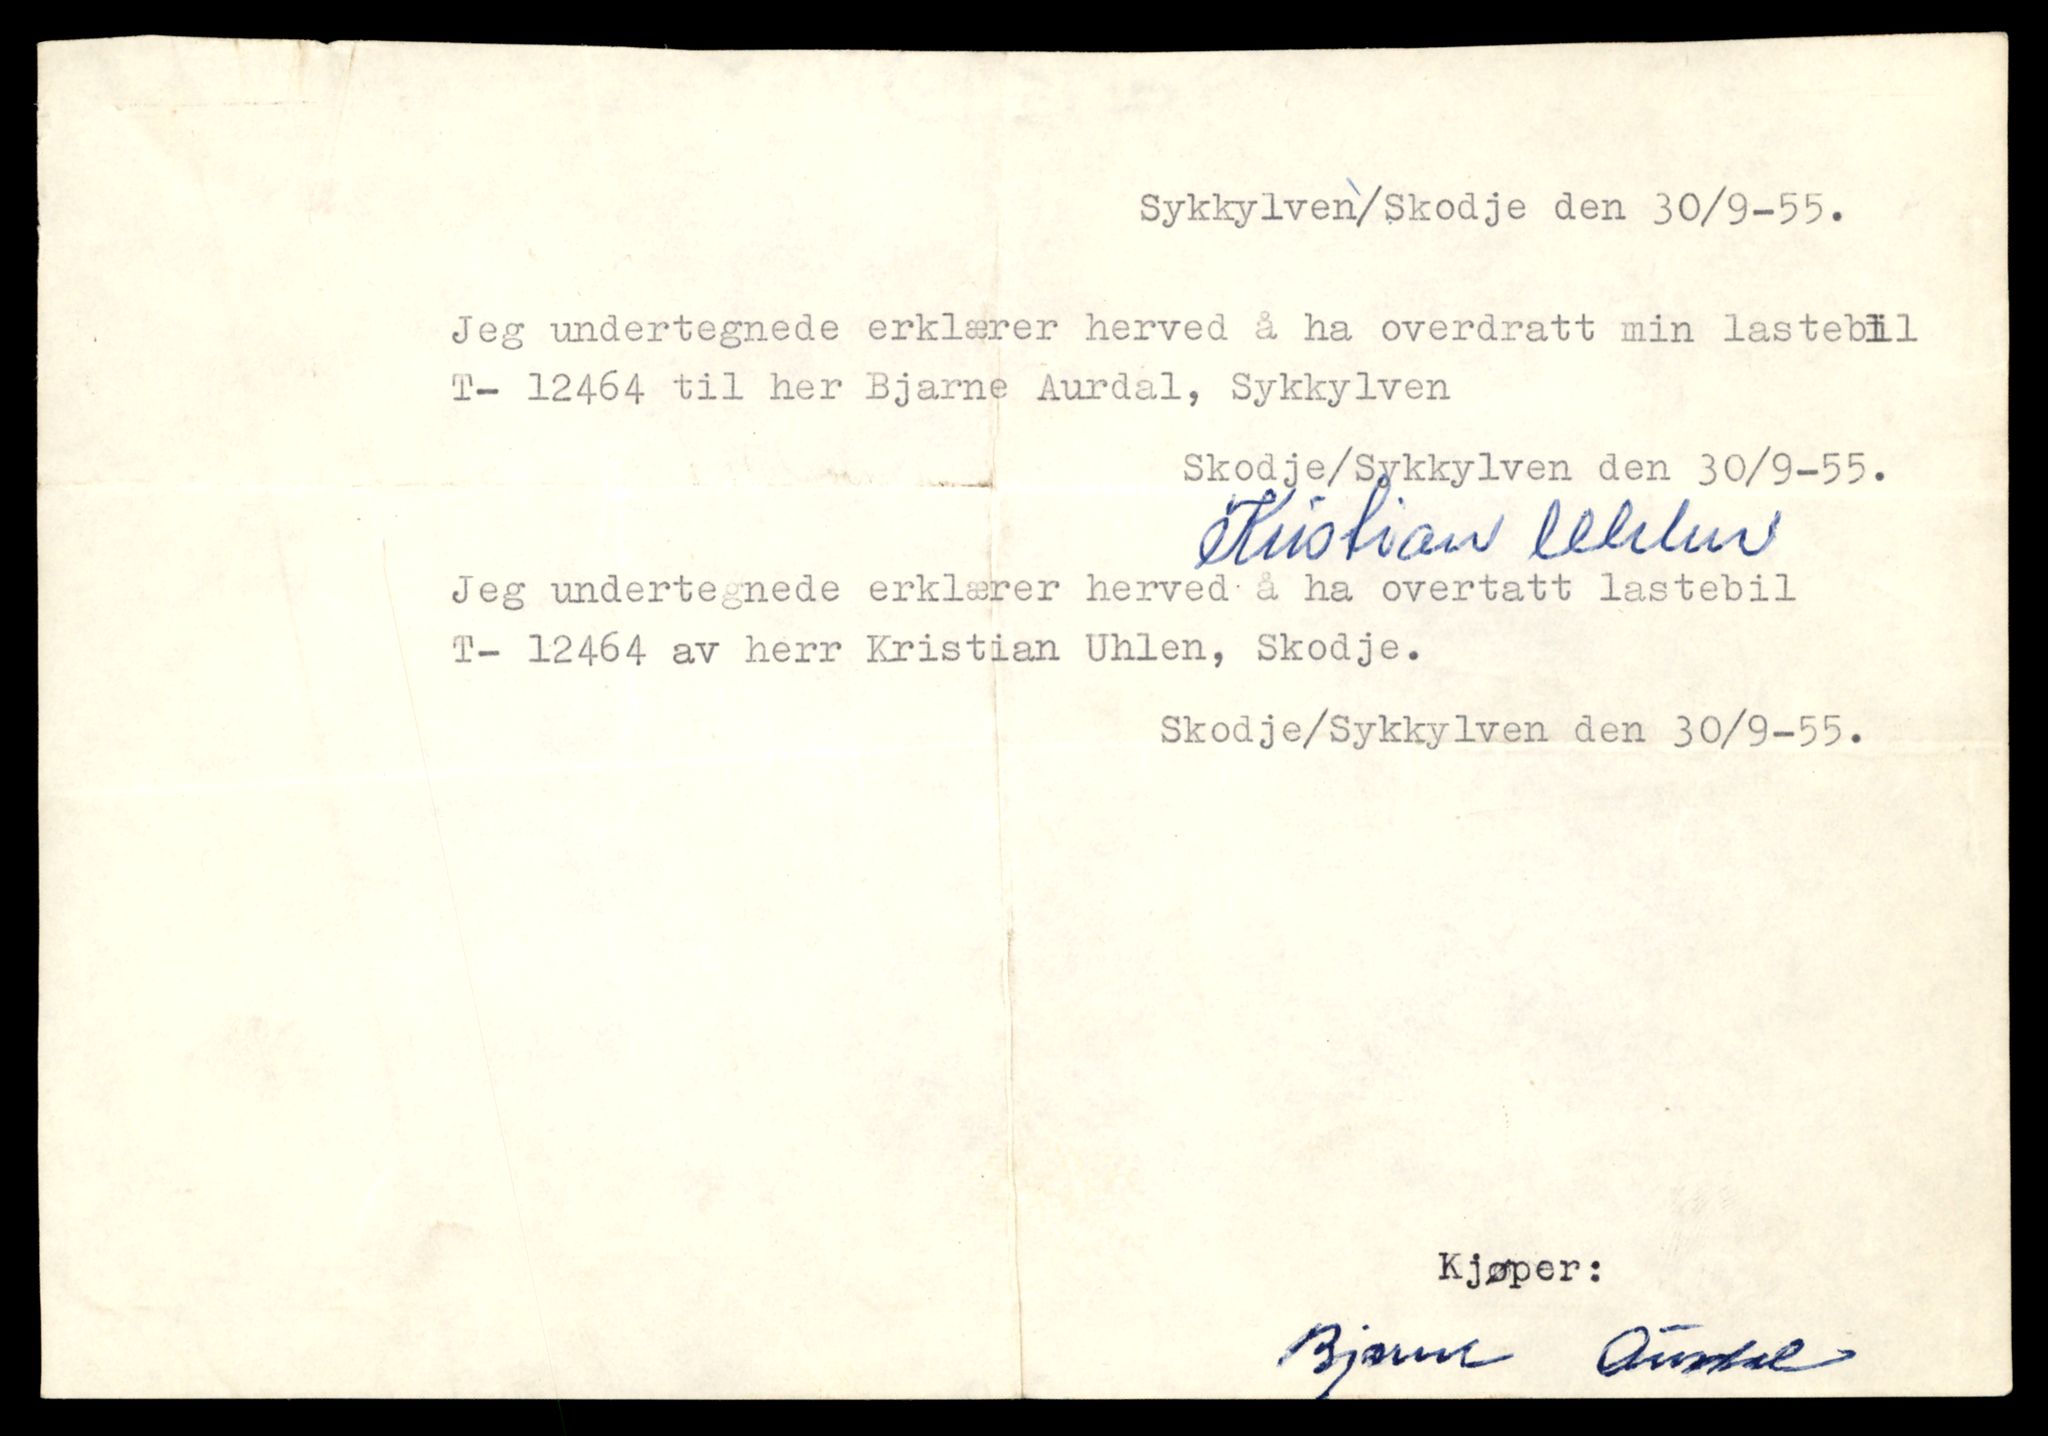 Sykkylven/Skodje den 30/9-55.
Jeg undertegnede erklærer herved å ha overdratt min lastebil
T- 12464 til her Bjarne Aurdal, Sykkylven
Skodje/Sykkylven den 30/9-55.
Kristian Uhlen
Jeg undertegnede erklærer herved å ha overtatt lastebil
T- 12464 av herr Kristian Uhlen, Skodje.
Skodje/Sykkylven den 30/9-55.
Kjøper:
Bjarne Aurdal